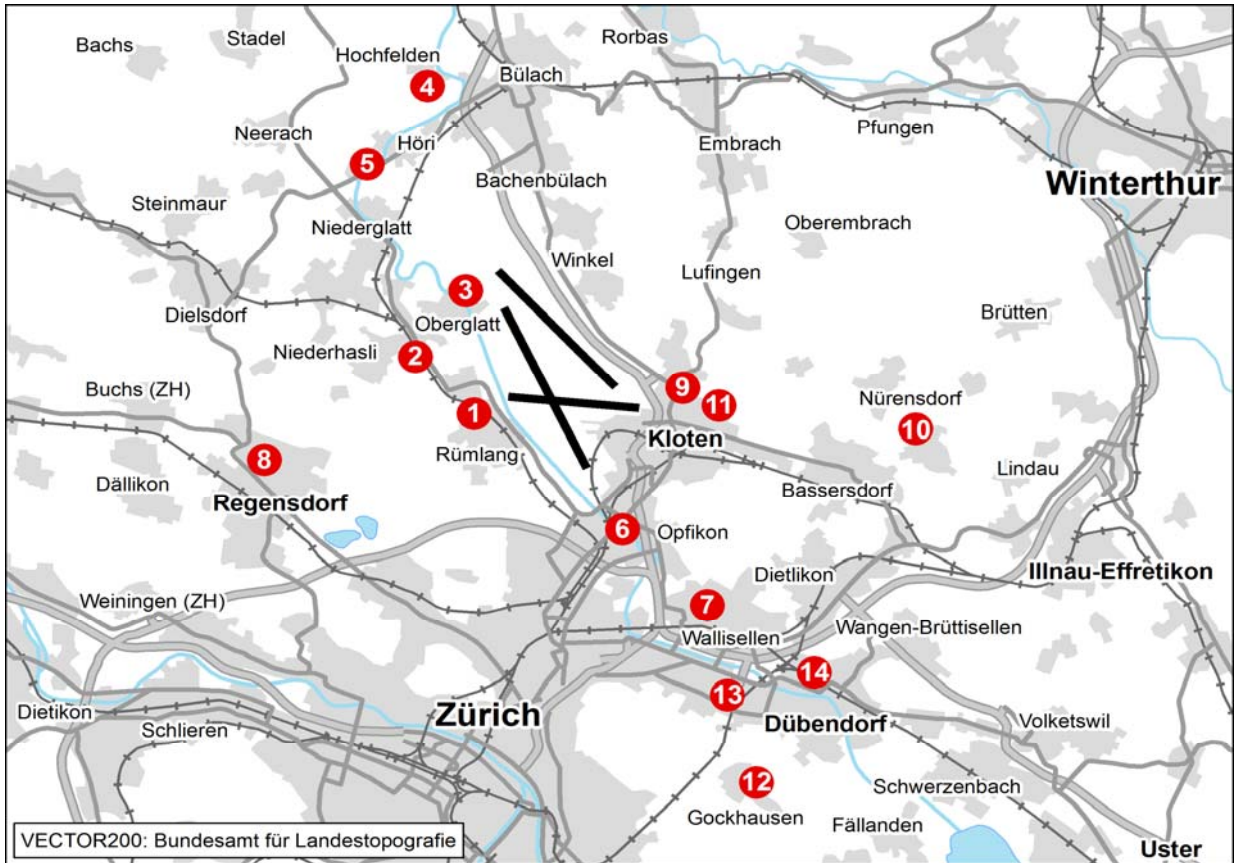 Bachs
Stadel
Rorbas
Hochfelden
4
Bülach
Pfungen
Neerach
Höri
Embrach
5
Bachenbülach
Winterthur
Steinmaur
Niederglatt
Oberembrach
Winkel
Lufingen
3
Dielsdorf
Oberglatt
Brütten
Niederhasli
2
Buchs (ZH)
9
11
Nürensdorf
1
10
Kloten
Rümlang
8
Lindau
Dällikon
Bassersdorf
Regensdorf
6
Opfikon
Dietlikon
Illnau-Effretikon
Weiningen (ZH)
7
Wallisellen
Wangen-Brüttisellen
14
13
Dietikon
Zürich
Dübendorf
Volketswil
Schlieren
12
Schwerzenbach
Gockhausen
Fällanden
VECTOR200: Bundesamt für Landestopografie
Uster